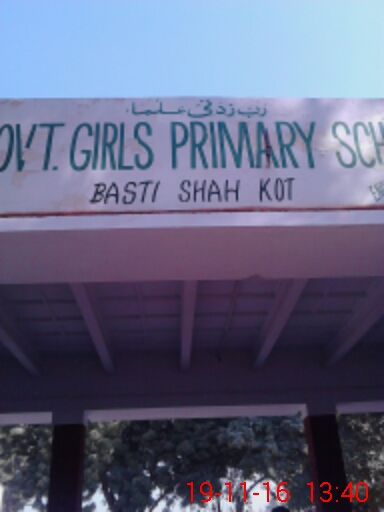 رب زدنی علما
OVT. GIRLS PRIMARY SCH
BASTI SHAH KOT
19-11-16 13:40